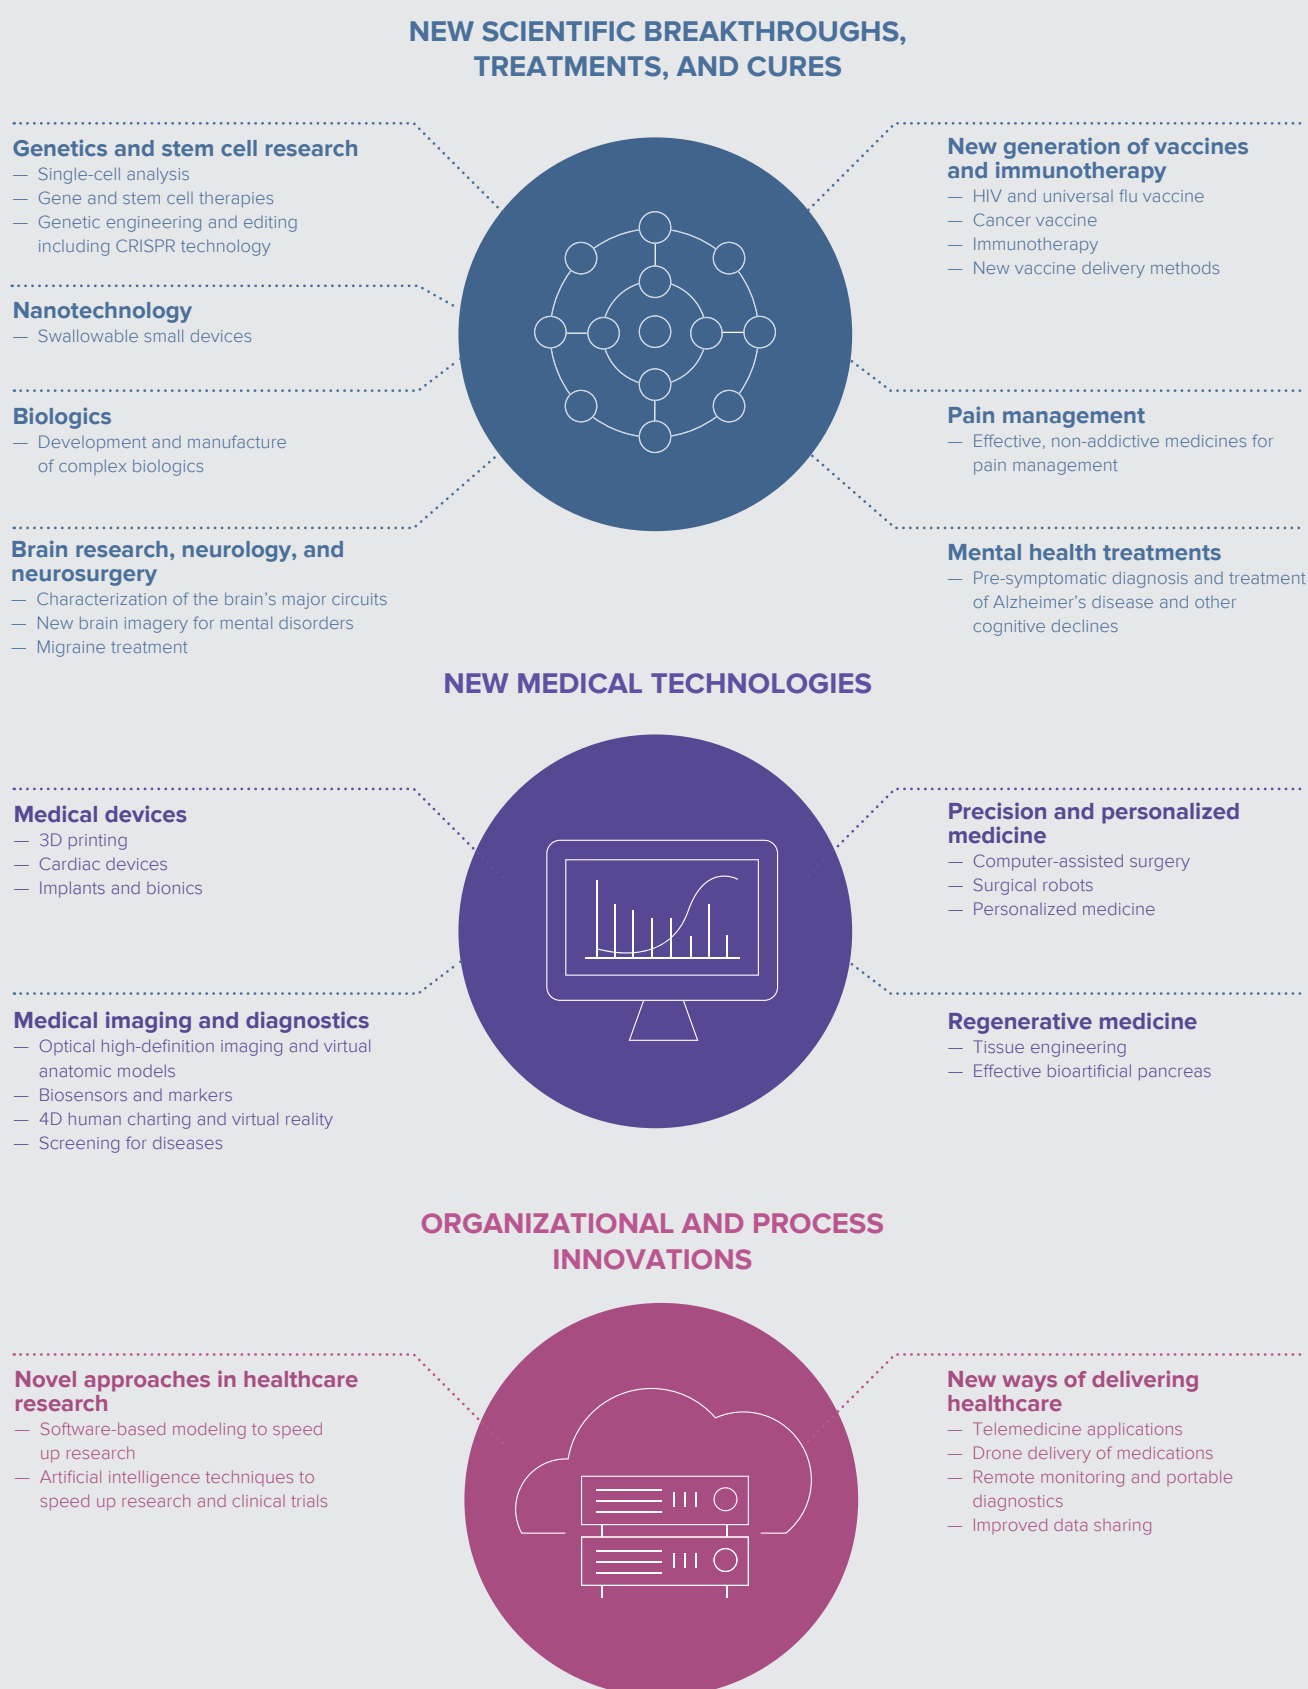 NEW SCIENTIFIC BREAKTHROUGHS,
TREATMENTS, AND CURES
Genetics and stem cell research
— Single-cell analysis
— Gene and stem cell therapies
— Genetic engineering and editing
including CRISPR technology
Nanotechnology
— Swallowable small devices
Biologics
— Development and manufacture
of complex biologics
Brain research, neurology, and
neurosurgery
— Characterization of the brain’s major circuits
— New brain imagery for mental disorders
— Migraine treatment
New generation of vaccines
and immunotherapy
— HIV and universal flu vaccine
— Cancer vaccine
— Immunotherapy
— New vaccine delivery methods
Pain management
— Effective, non-addictive medicines for
pain management
Mental health treatments
— Pre-symptomatic diagnosis and treatment
of Alzheimer’s disease and other
cognitive declines
NEW MEDICAL TECHNOLOGIES
Medical devices
— 3D printing
— Cardiac devices
— Implants and bionics
Medical imaging and diagnostics
— Optical high-definition imaging and virtual
anatomic models
— Biosensors and markers
— 4D human charting and virtual reality
— Screening for diseases
Precision and personalized
medicine
— Computer-assisted surgery
— Surgical robots
— Personalized medicine
Regenerative medicine
— Tissue engineering
— Effective bioartificial pancreas
ORGANIZATIONAL AND PROCESS
INNOVATIONS
Novel approaches in healthcare
research
— Software-based modeling to speed
up research
— Artificial intelligence techniques to
speed up research and clinical trials
New ways of delivering
healthcare
— Telemedicine applications
— Drone delivery of medications
— Remote monitoring and portable
diagnostics
— Improved data sharing